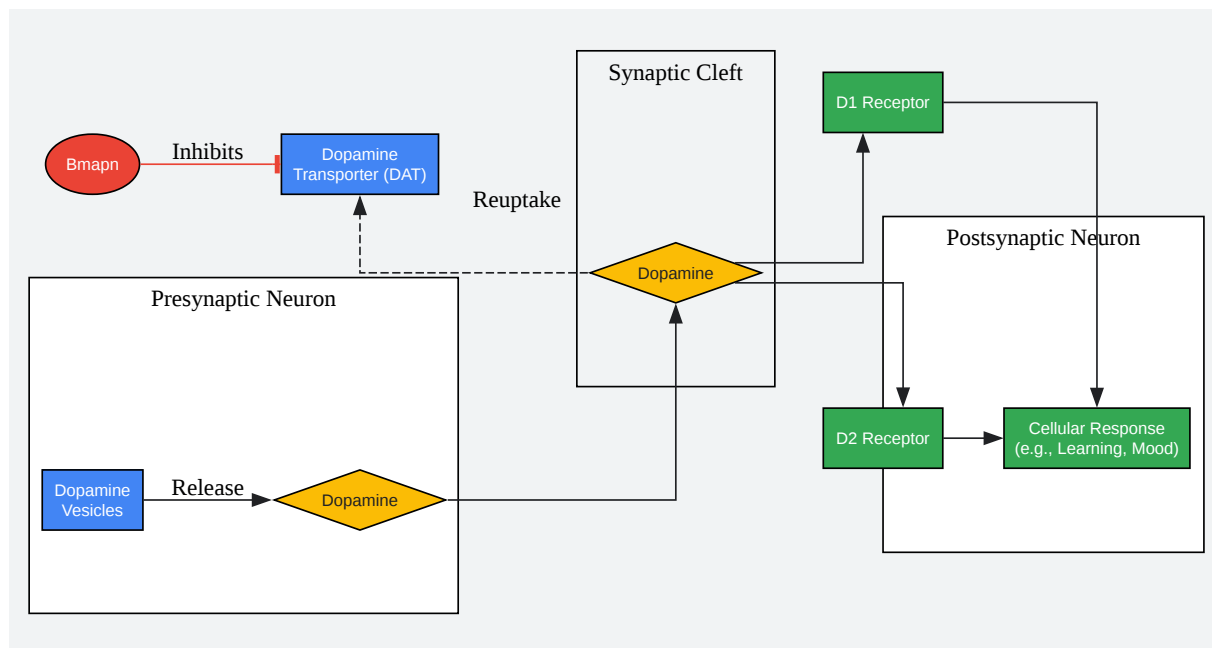 Synaptic Cleft
D1 Receptor
Bmapn
Inhibits
Dopamine
Transporter (DAT)
Reuptake
Postsynaptic Neuron
Dopamine
Presynaptic Neuron
D2 Receptor
Cellular Response
(e.g., Learning, Mood)
Dopamine
Vesicles
Release
Dopamine